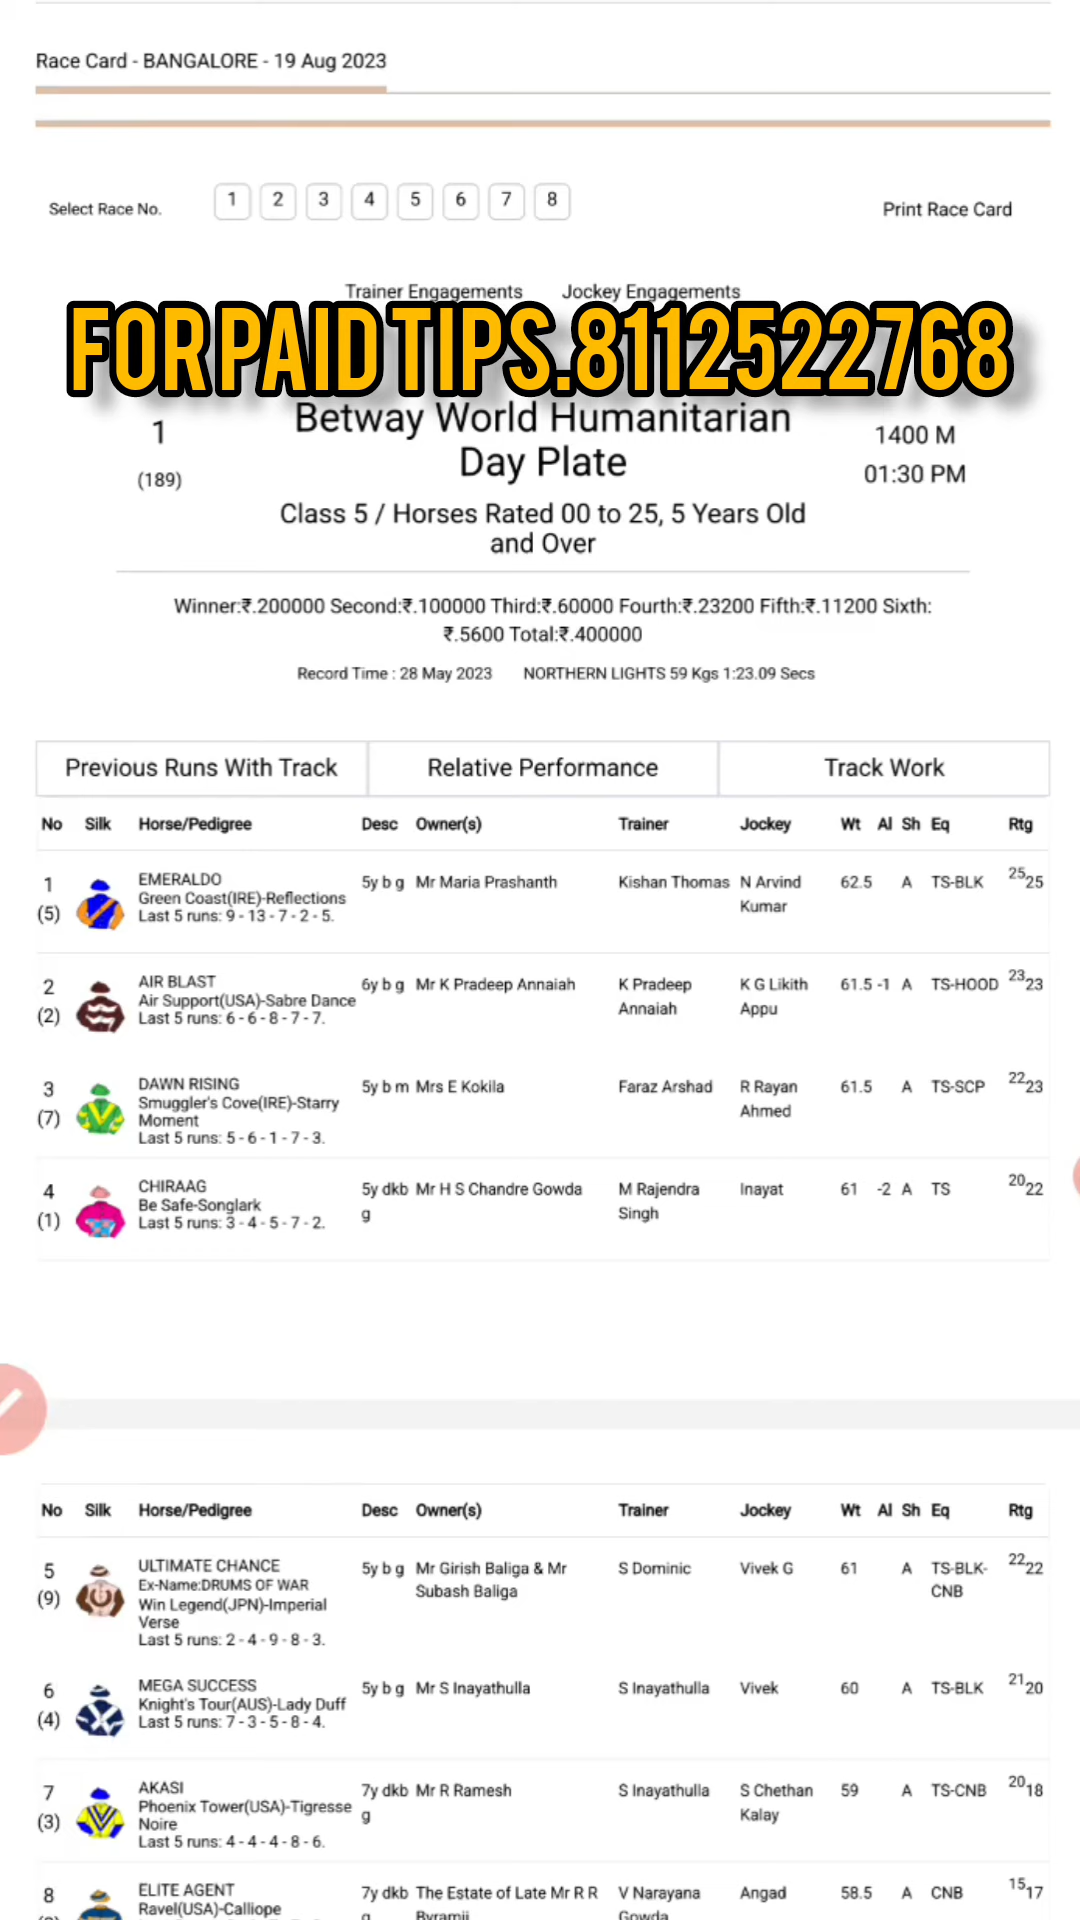 Race Card - BANGALORE - 19 Aug 2023
Select Race No. 1 2 3 4 5 6 7 8 Print Race Card
Trainer Engagements Jockey Engagements
FOR PAID TIPS.8112522768
1 Betway World Humanitarian 1400 M
(189) Day Plate 01:30 PM
Class 5 / Horses Rated 00 to 25, 5 Years Old
and Over
Winner:₹.200000 Second:₹.100000 Third:₹.60000 Fourth:₹.23200 Fifth:₹.11200 Sixth:
₹.5600 Total:₹.400000
Record Time : 28 May 2023 NORTHERN LIGHTS 59 Kgs 1:23.09 Secs
Previous Runs With Track Relative Performance Track Work
No Silk Horse/Pedigree Desc Owner(s) Trainer Jockey Wt Al Sh Eq Rtg
1 EMERALDO 5y b g Mr Maria Prashanth Kishan Thomas N Arvind 62.5 A TS-BLK 25 25
(5) Green Coast(IRE)-Reflections Kumar
Last 5 runs: 9 - 13 - 7 - 2 - 5.
2 AIR BLAST 6y b g Mr K Pradeep Annaiah K Pradeep K G Likith 61.5 -1 A TS-HOOD 23 23
(2) Air Support(USA)-Sabre Dance Annaiah Appu
Last 5 runs: 6 - 6 - 8 - 7 - 7.
3 DAWN RISING 5y b m Mrs E Kokila Faraz Arshad R Rayan 61.5 A TS-SCP 22 23
(7) Smuggler's Cove(IRE)-Starry Ahmed
Moment
Last 5 runs: 5 - 6 - 1 - 7 - 3.
4 CHIRAAG 5y dkb Mr H S Chandre Gowda M Rajendra Inayat 61 -2 A TS 20 22
(1) Be Safe-Songlark g Singh
Last 5 runs: 3 - 4 - 5 - 7 - 2.
No Silk Horse/Pedigree Desc Owner(s) Trainer Jockey Wt Al Sh Eq Rtg
5 ULTIMATE CHANCE 5y b g Mr Girish Baliga & Mr S Dominic Vivek G 61 A TS-BLK- 22 22
(9) Ex-Name:DRUMS OF WAR Subash Baliga CNB
Win Legend(JPN)-Imperial
Verse
Last 5 runs: 2 - 4 - 9 - 8 - 3.
6 MEGA SUCCESS 5y b g Mr S Inayathulla S Inayathulla Vivek 60 A TS-BLK 21 20
(4) Knight's Tour(AUS)-Lady Duff
Last 5 runs: 7 - 3 - 5 - 8 - 4.
7 AKASI 7y dkb Mr R Ramesh S Inayathulla S Chethan 59 A TS-CNB 20 18
(3) Phoenix Tower(USA)-Tigresse g Kalay
Noire
Last 5 runs: 4 - 4 - 4 - 8 - 6.
8 ELITE AGENT 7y dkb The Estate of Late Mr R R V Narayana Angad 58.5 A CNB 15 17
Ravel(USA)-Calliope g Byramji Gowda